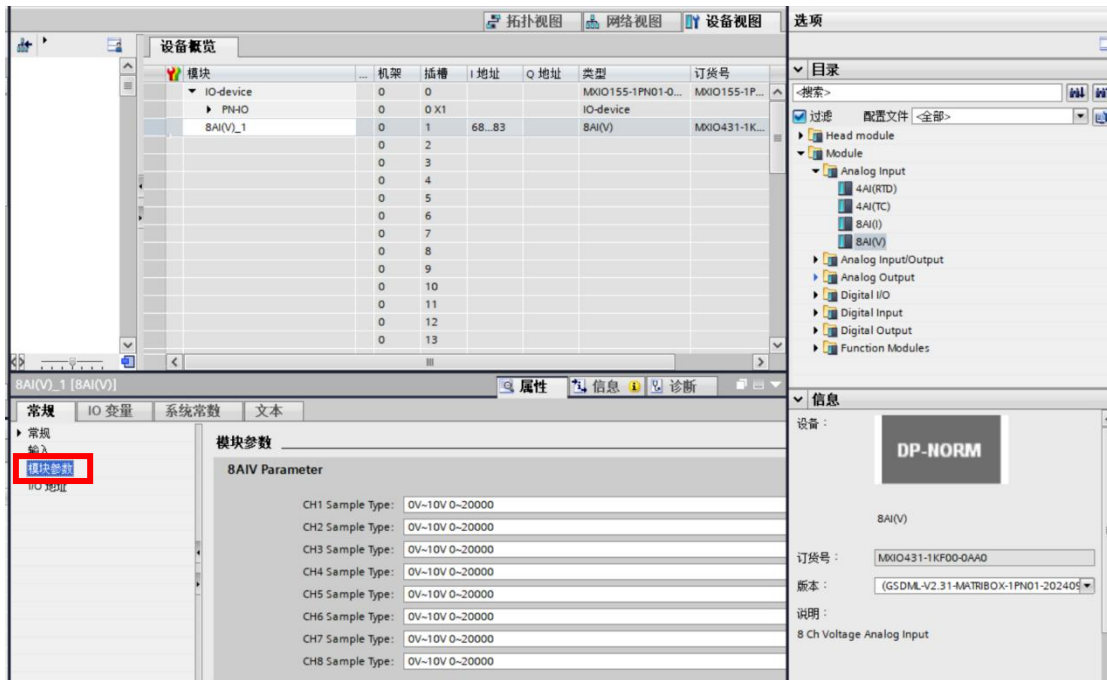 拓扑视图 网络视图 设备视图
设备概览
模块 ... 机架 插槽 I 地址 Q 地址 类型 订货号
IO-device 0 0 MXIO155-1PN01-0... MXIO155-1P...
PN-IO 0 0 X1 IO-device
8AI(V)_1 0 1 68...83 8AI(V) MXIO431-1K...
0 2
0 3
0 4
0 5
0 6
0 7
0 8
0 9
0 10
0 11
0 12
0 13
8AI(V)_1 [8AI(V)]
属性 信息 诊断
常规 IO 变量 系统常数 文本
常规
输入
模块参数
I/O 地址
模块参数
8AIV Parameter
CH1 Sample Type: 0V~10V 0~20000
CH2 Sample Type: 0V~10V 0~20000
CH3 Sample Type: 0V~10V 0~20000
CH4 Sample Type: 0V~10V 0~20000
CH5 Sample Type: 0V~10V 0~20000
CH6 Sample Type: 0V~10V 0~20000
CH7 Sample Type: 0V~10V 0~20000
CH8 Sample Type: 0V~10V 0~20000
选项
目录
<搜索>
过滤 配置文件 <全部>
Head module
Module
Analog Input
4AI(RTD)
4AI(TC)
8AI(I)
8AI(V)
Analog Input/Output
Analog Output
Digital I/O
Digital Input
Digital Output
Function Modules
信息
设备：
DP-NORM
8AI(V)
订货号： MXIO431-1KF00-0AA0
版本： (GSDML-V2.31-MATRIBOX-1PN01-202409
说明：
8 Ch Voltage Analog Input